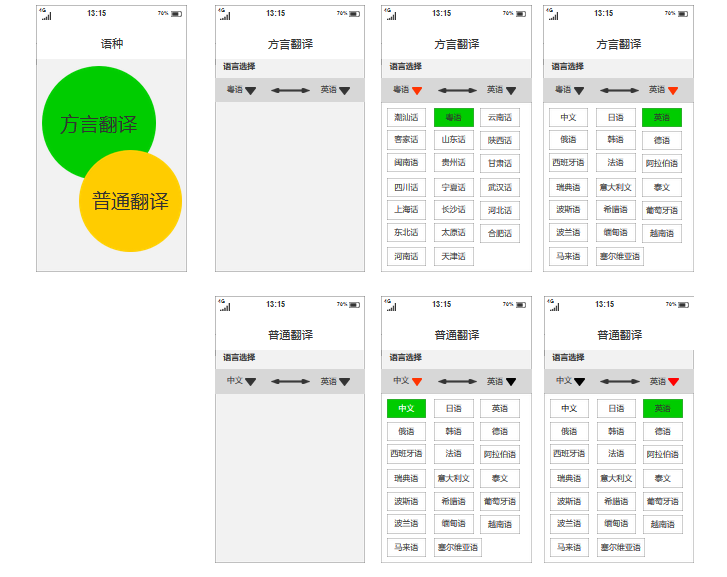 4G 13:15 70%
语种
方言翻译
普通翻译
4G 13:15 70%
方言翻译
语言选择
粤语 英语
4G 13:15 70%
方言翻译
语言选择
粤语 英语
潮汕话 粤语 云南话
客家话 山东话 陕西话
闽南语 贵州话 甘肃话
四川话 宁夏话 武汉话
上海话 长沙话 河北话
东北话 太原话 合肥话
河南话 天津话
4G 13:15 70%
方言翻译
语言选择
粤语 英语
中文 日语 英语
俄语 韩语 德语
西班牙语 法语 阿拉伯语
瑞典语 意大利文 泰文
波斯语 希腊语 葡萄牙语
波兰语 缅甸语 越南语
马来语 塞尔维亚语
4G 13:15 70%
普通翻译
语言选择
中文 英语
4G 13:15 70%
普通翻译
语言选择
中文 英语
中文 日语 英语
俄语 韩语 德语
西班牙语 法语 阿拉伯语
瑞典语 意大利文 泰文
波斯语 希腊语 葡萄牙语
波兰语 缅甸语 越南语
马来语 塞尔维亚语
4G 13:15 70%
普通翻译
语言选择
中文 英语
中文 日语 英语
俄语 韩语 德语
西班牙语 法语 阿拉伯语
瑞典语 意大利文 泰文
波斯语 希腊语 葡萄牙语
波兰语 缅甸语 越南语
马来语 塞尔维亚语